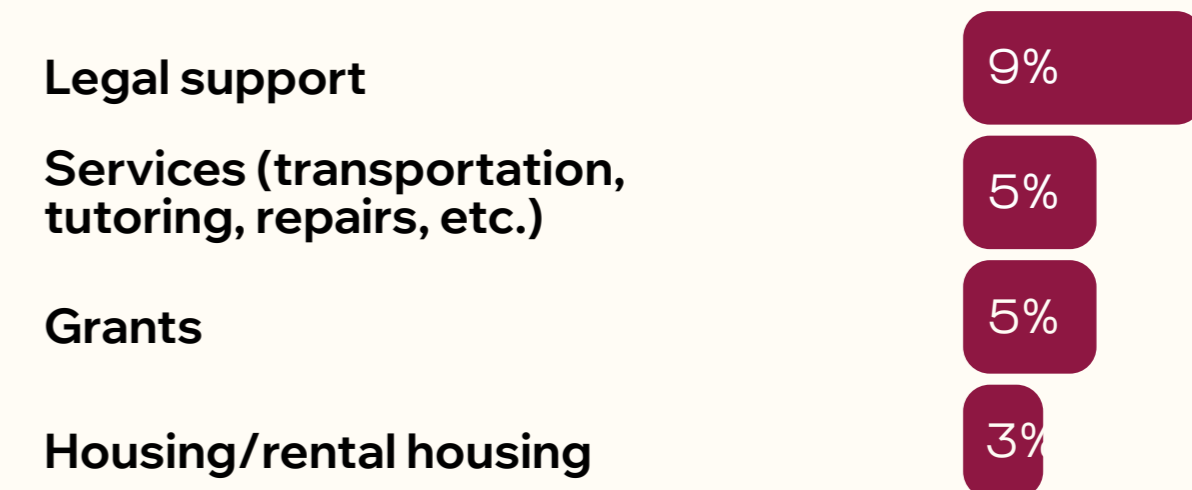 Legal support 9%
Services (transportation,
tutoring, repairs, etc.) 5%
Grants 5%
Housing/rental housing 3%